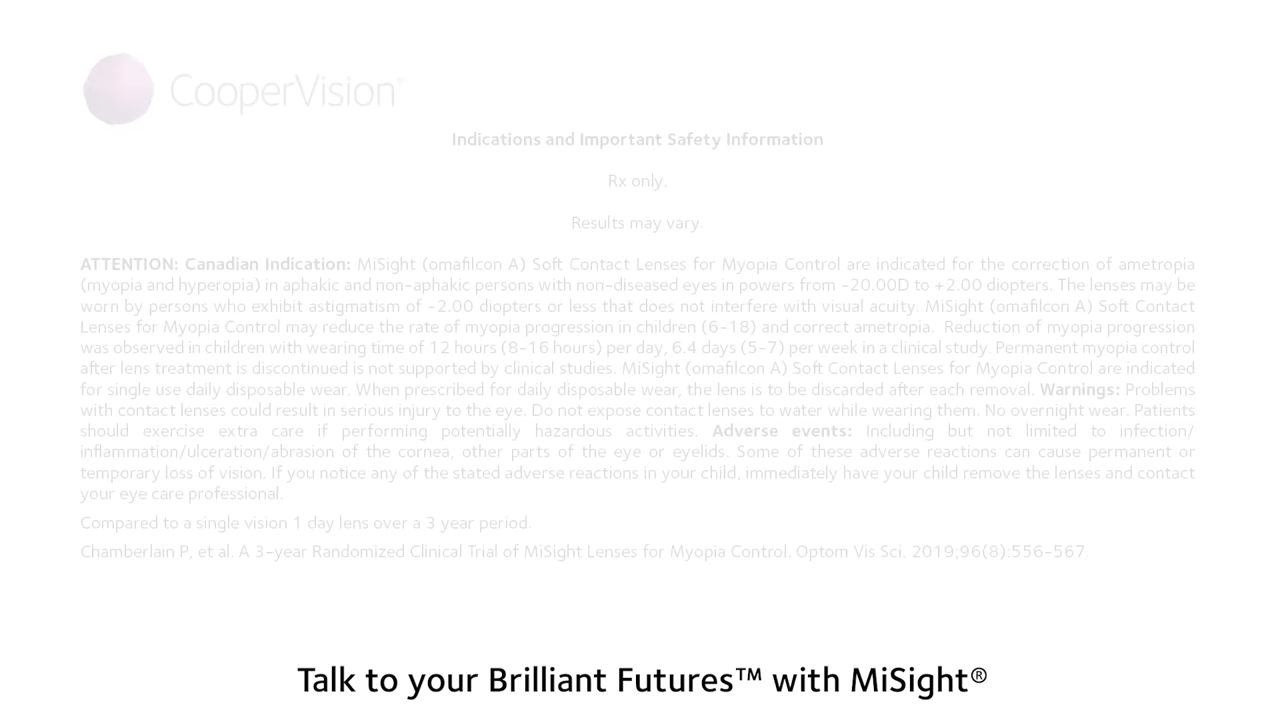 CooperVision®
Indications and Important Safety Information
Rx only.
Results may vary.
ATTENTION: Canadian Indication: MiSight (omafilcon A) Soft Contact Lenses for Myopia Control are indicated for the correction of ametropia
(myopia and hyperopia) in aphakic and non-aphakic persons with non-diseased eyes in powers from -20.00D to +2.00 diopters. The lenses may be
worn by persons who exhibit astigmatism of -2.00 diopters or less that does not interfere with visual acuity. MiSight (omafilcon A) Soft Contact
Lenses for Myopia Control may reduce the rate of myopia progression in children (6-18) and correct ametropia. Reduction of myopia progression
was observed in children with wearing time of 12 hours (8-16 hours) per day, 6.4 days (5-7) per week in a clinical study. Permanent myopia control
after lens treatment is discontinued is not supported by clinical studies. MiSight (omafilcon A) Soft Contact Lenses for Myopia Control are indicated
for single use daily disposable wear. When prescribed for daily disposable wear, the lens is to be discarded after each removal. Warnings: Problems
with contact lenses could result in serious injury to the eye. Do not expose contact lenses to water while wearing them. No overnight wear. Patients
should exercise extra care if performing potentially hazardous activities. Adverse events: Including but not limited to infection/
inflammation/ulceration/abrasion of the cornea, other parts of the eye or eyelids. Some of these adverse reactions can cause permanent or
temporary loss of vision. If you notice any of the stated adverse reactions in your child, immediately have your child remove the lenses and contact
your eye care professional.
Compared to a single vision 1 day lens over a 3 year period.
Chamberlain P, et al. A 3-year Randomized Clinical Trial of MiSight Lenses for Myopia Control. Optom Vis Sci. 2019;96(8):556-567.
Talk to your Brilliant Futures™ with MiSight®